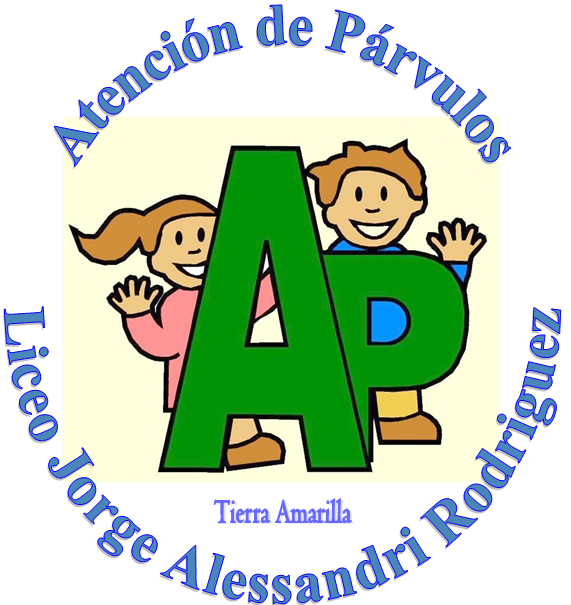 Atención de Párvulos
AP
Tierra Amarilla
Liceo Jorge Alessandri Rodriguez